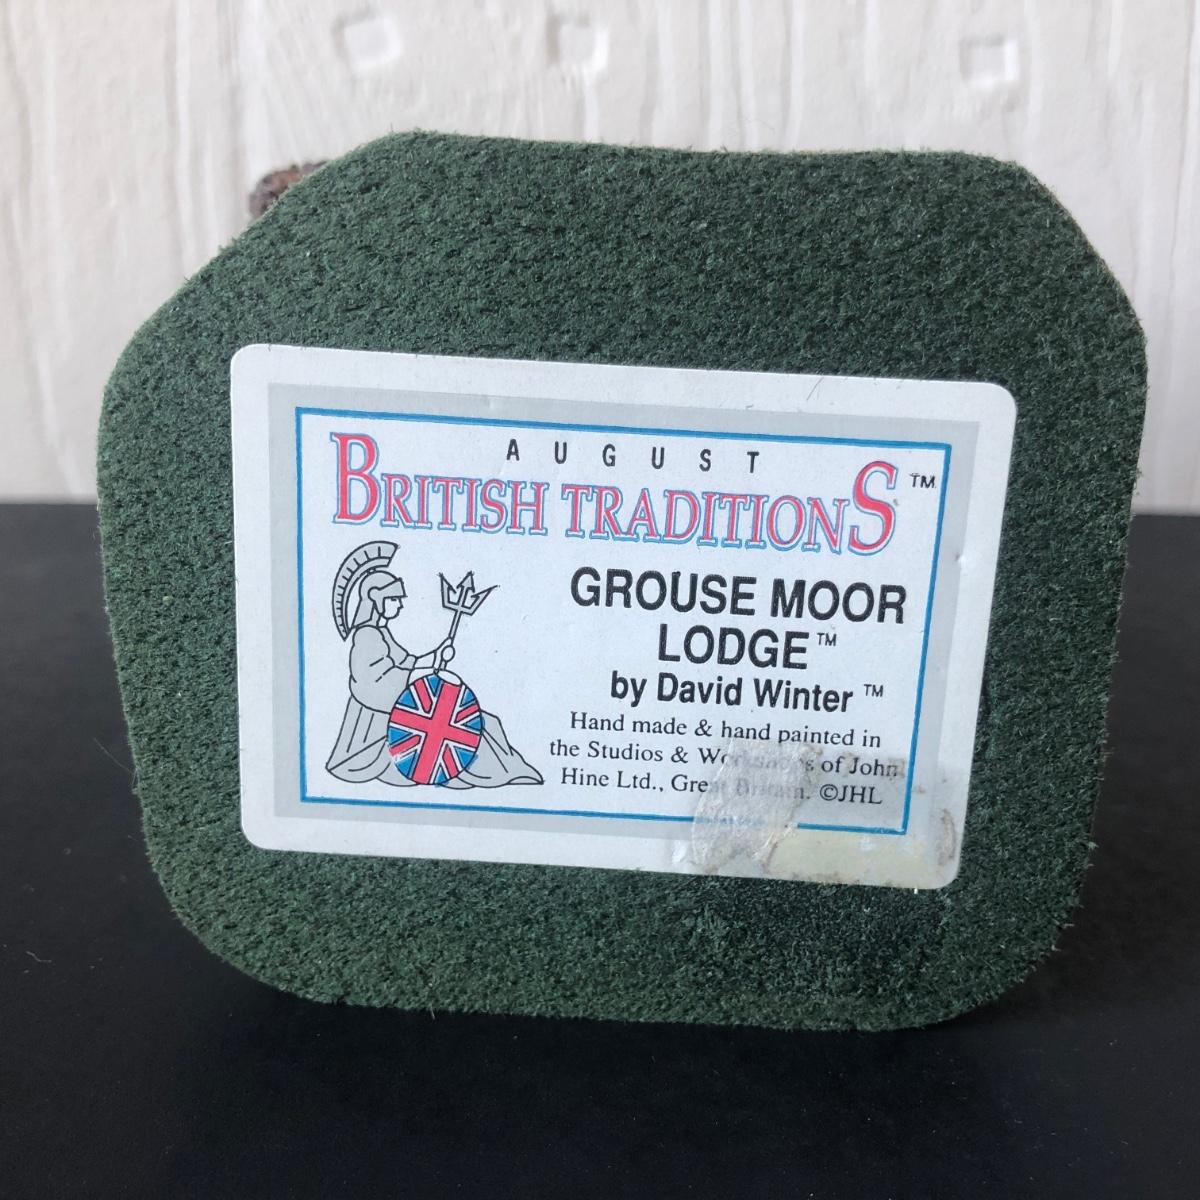 AUGUST
BRITISH TRADITIONS™
GROUSE MOOR
LODGE™
by David Winter™
Hand made & hand painted in
the Studios & Workshops of John
Hine Ltd., Great Britain. ©JHL